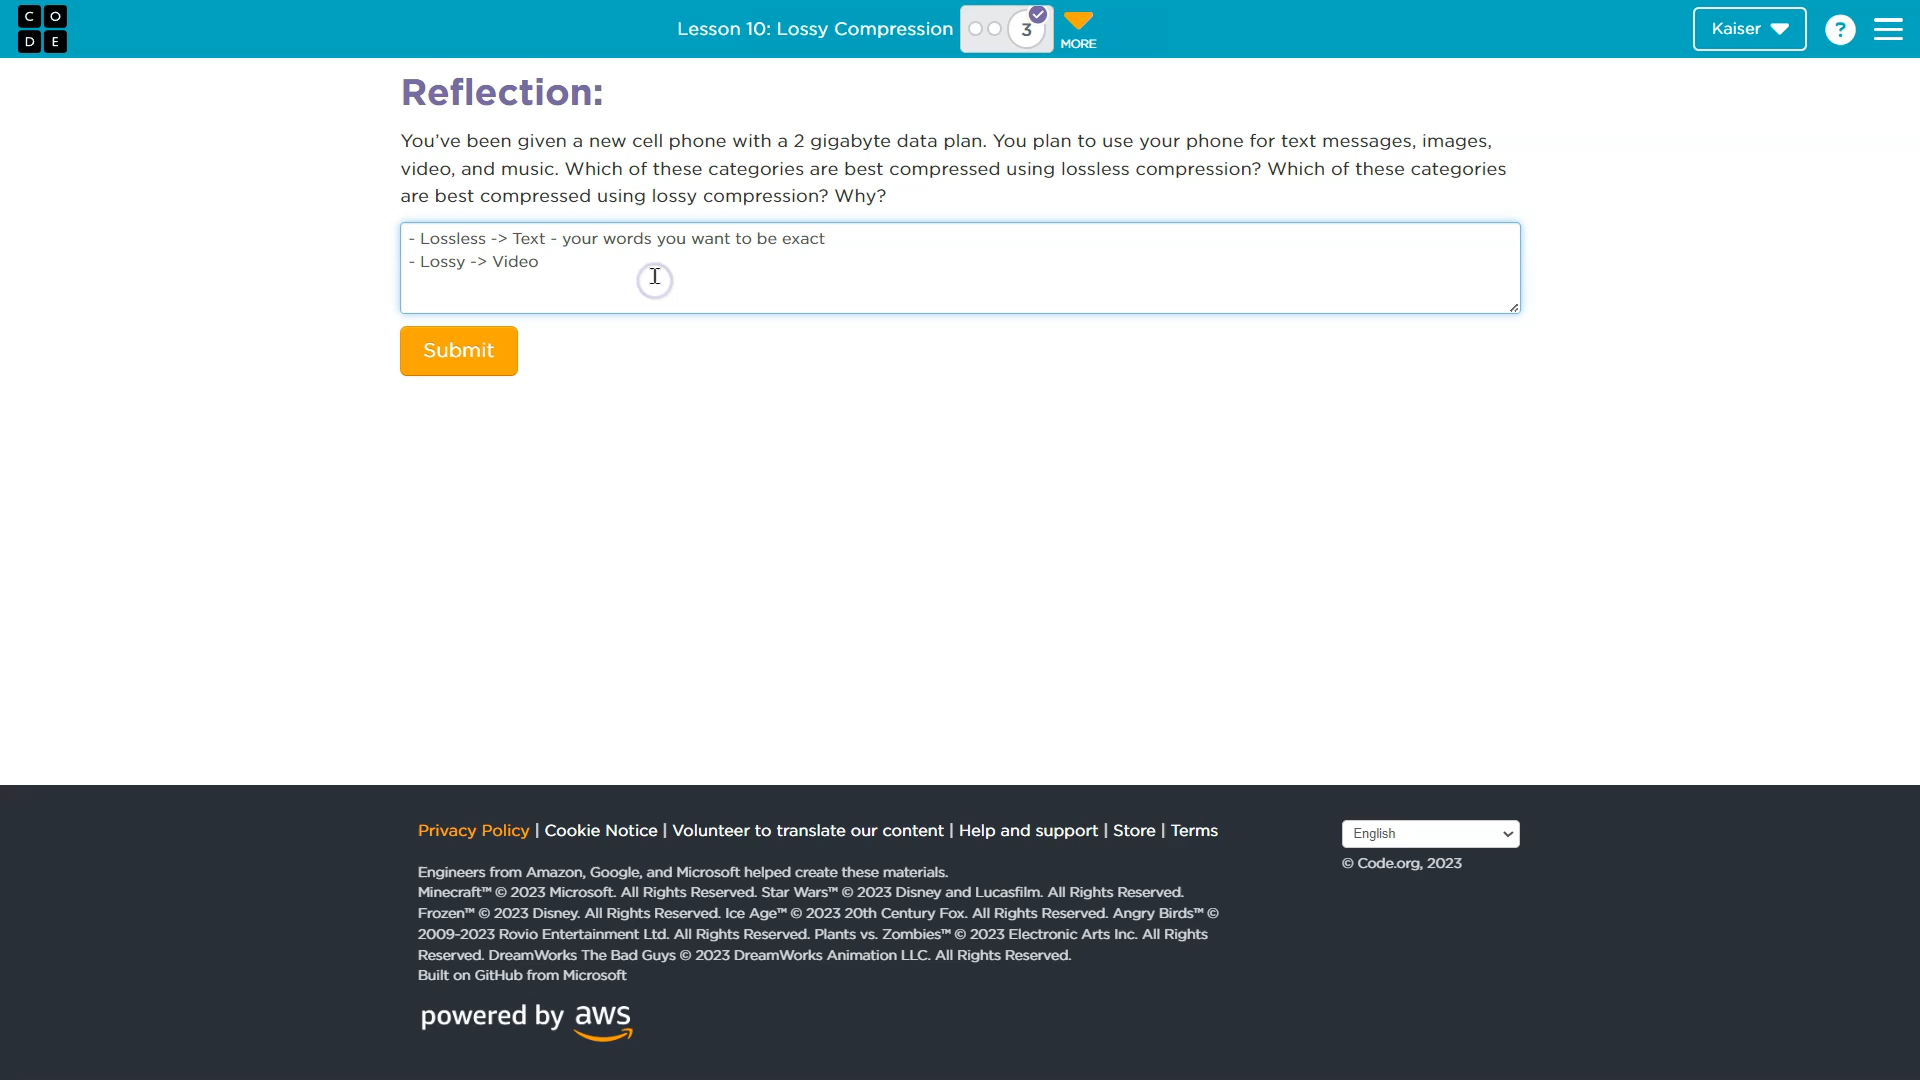 C O
D E
Lesson 10: Lossy Compression
3
MORE
Kaiser
?
Reflection:
You've been given a new cell phone with a 2 gigabyte data plan. You plan to use your phone for text messages, images,
video, and music. Which of these categories are best compressed using lossless compression? Which of these categories
are best compressed using lossy compression? Why?
- Lossless -> Text - your words you want to be exact
- Lossy -> Video
Submit
Privacy Policy | Cookie Notice | Volunteer to translate our content | Help and support | Store | Terms
English
© Code.org, 2023
Engineers from Amazon, Google, and Microsoft helped create these materials.
Minecraft™ © 2023 Microsoft. All Rights Reserved. Star Wars™ © 2023 Disney and Lucasfilm. All Rights Reserved.
Frozen™ © 2023 Disney. All Rights Reserved. Ice Age™ © 2023 20th Century Fox. All Rights Reserved. Angry Birds™ ©
2009-2023 Rovio Entertainment Ltd. All Rights Reserved. Plants vs. Zombies™ © 2023 Electronic Arts Inc. All Rights
Reserved. DreamWorks The Bad Guys © 2023 DreamWorks Animation LLC. All Rights Reserved.
Built on GitHub from Microsoft
powered by aws